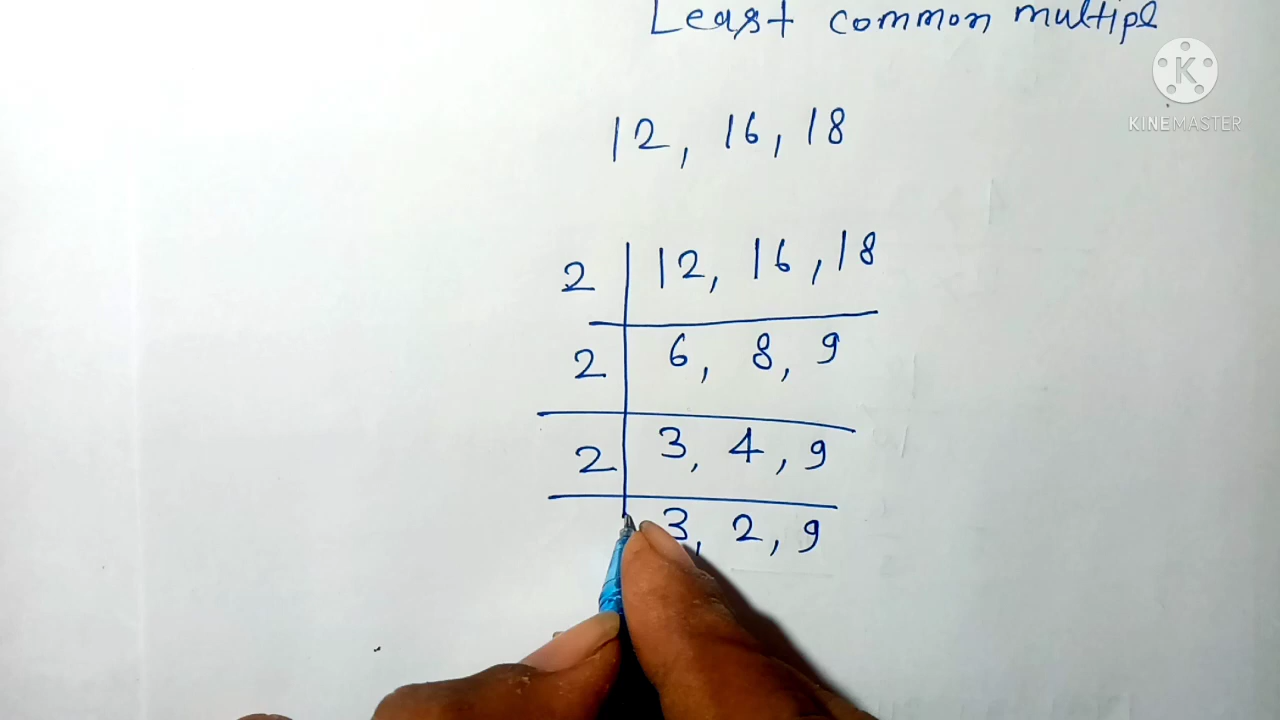 Least common multipl
K
KINEMASTER
12, 16, 18
2 12, 16, 18
2 6, 8, 9
2 3, 4, 9
3, 2, 9